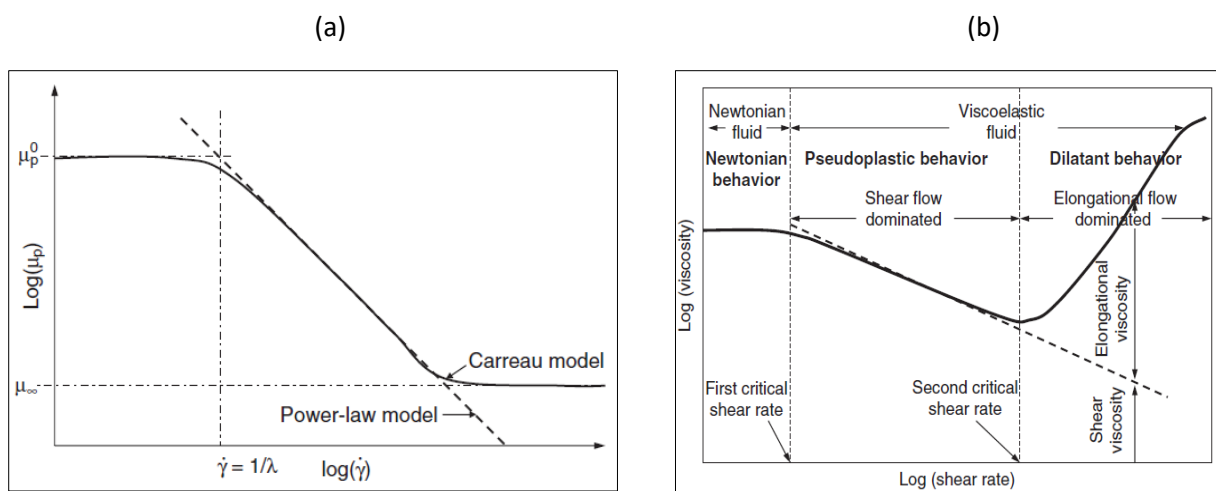 (a)
(b)
μₚ⁰
Log(μₚ)
μ∞
Carreau model
Power-law model
γ̇ = 1/λ
log(γ̇)
Newtonian
fluid
Viscoelastic
fluid
Newtonian
behavior
Pseudoplastic behavior
Dilatant behavior
Shear flow
dominated
Elongational flow
dominated
Log (viscosity)
Elongational
viscosity
Shear
viscosity
First critical
shear rate
Second critical
shear rate
Log (shear rate)